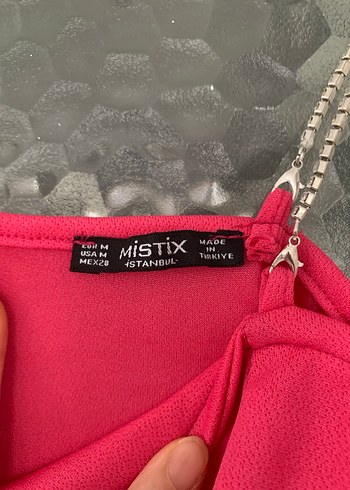 EUR M
USA M
MEX28
MiSTiX
-iSTANBUL-
MADE
IN
TÜRKIYE